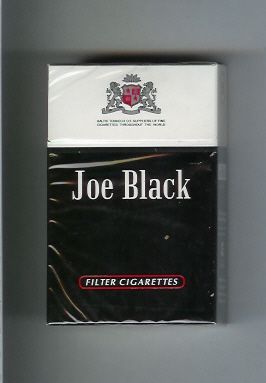 BALTIC TOBACCO CO. SUPPLIERS OF FINE
CIGARETTES THROUGHOUT THE WORLD
Joe Black
FILTER CIGARETTES